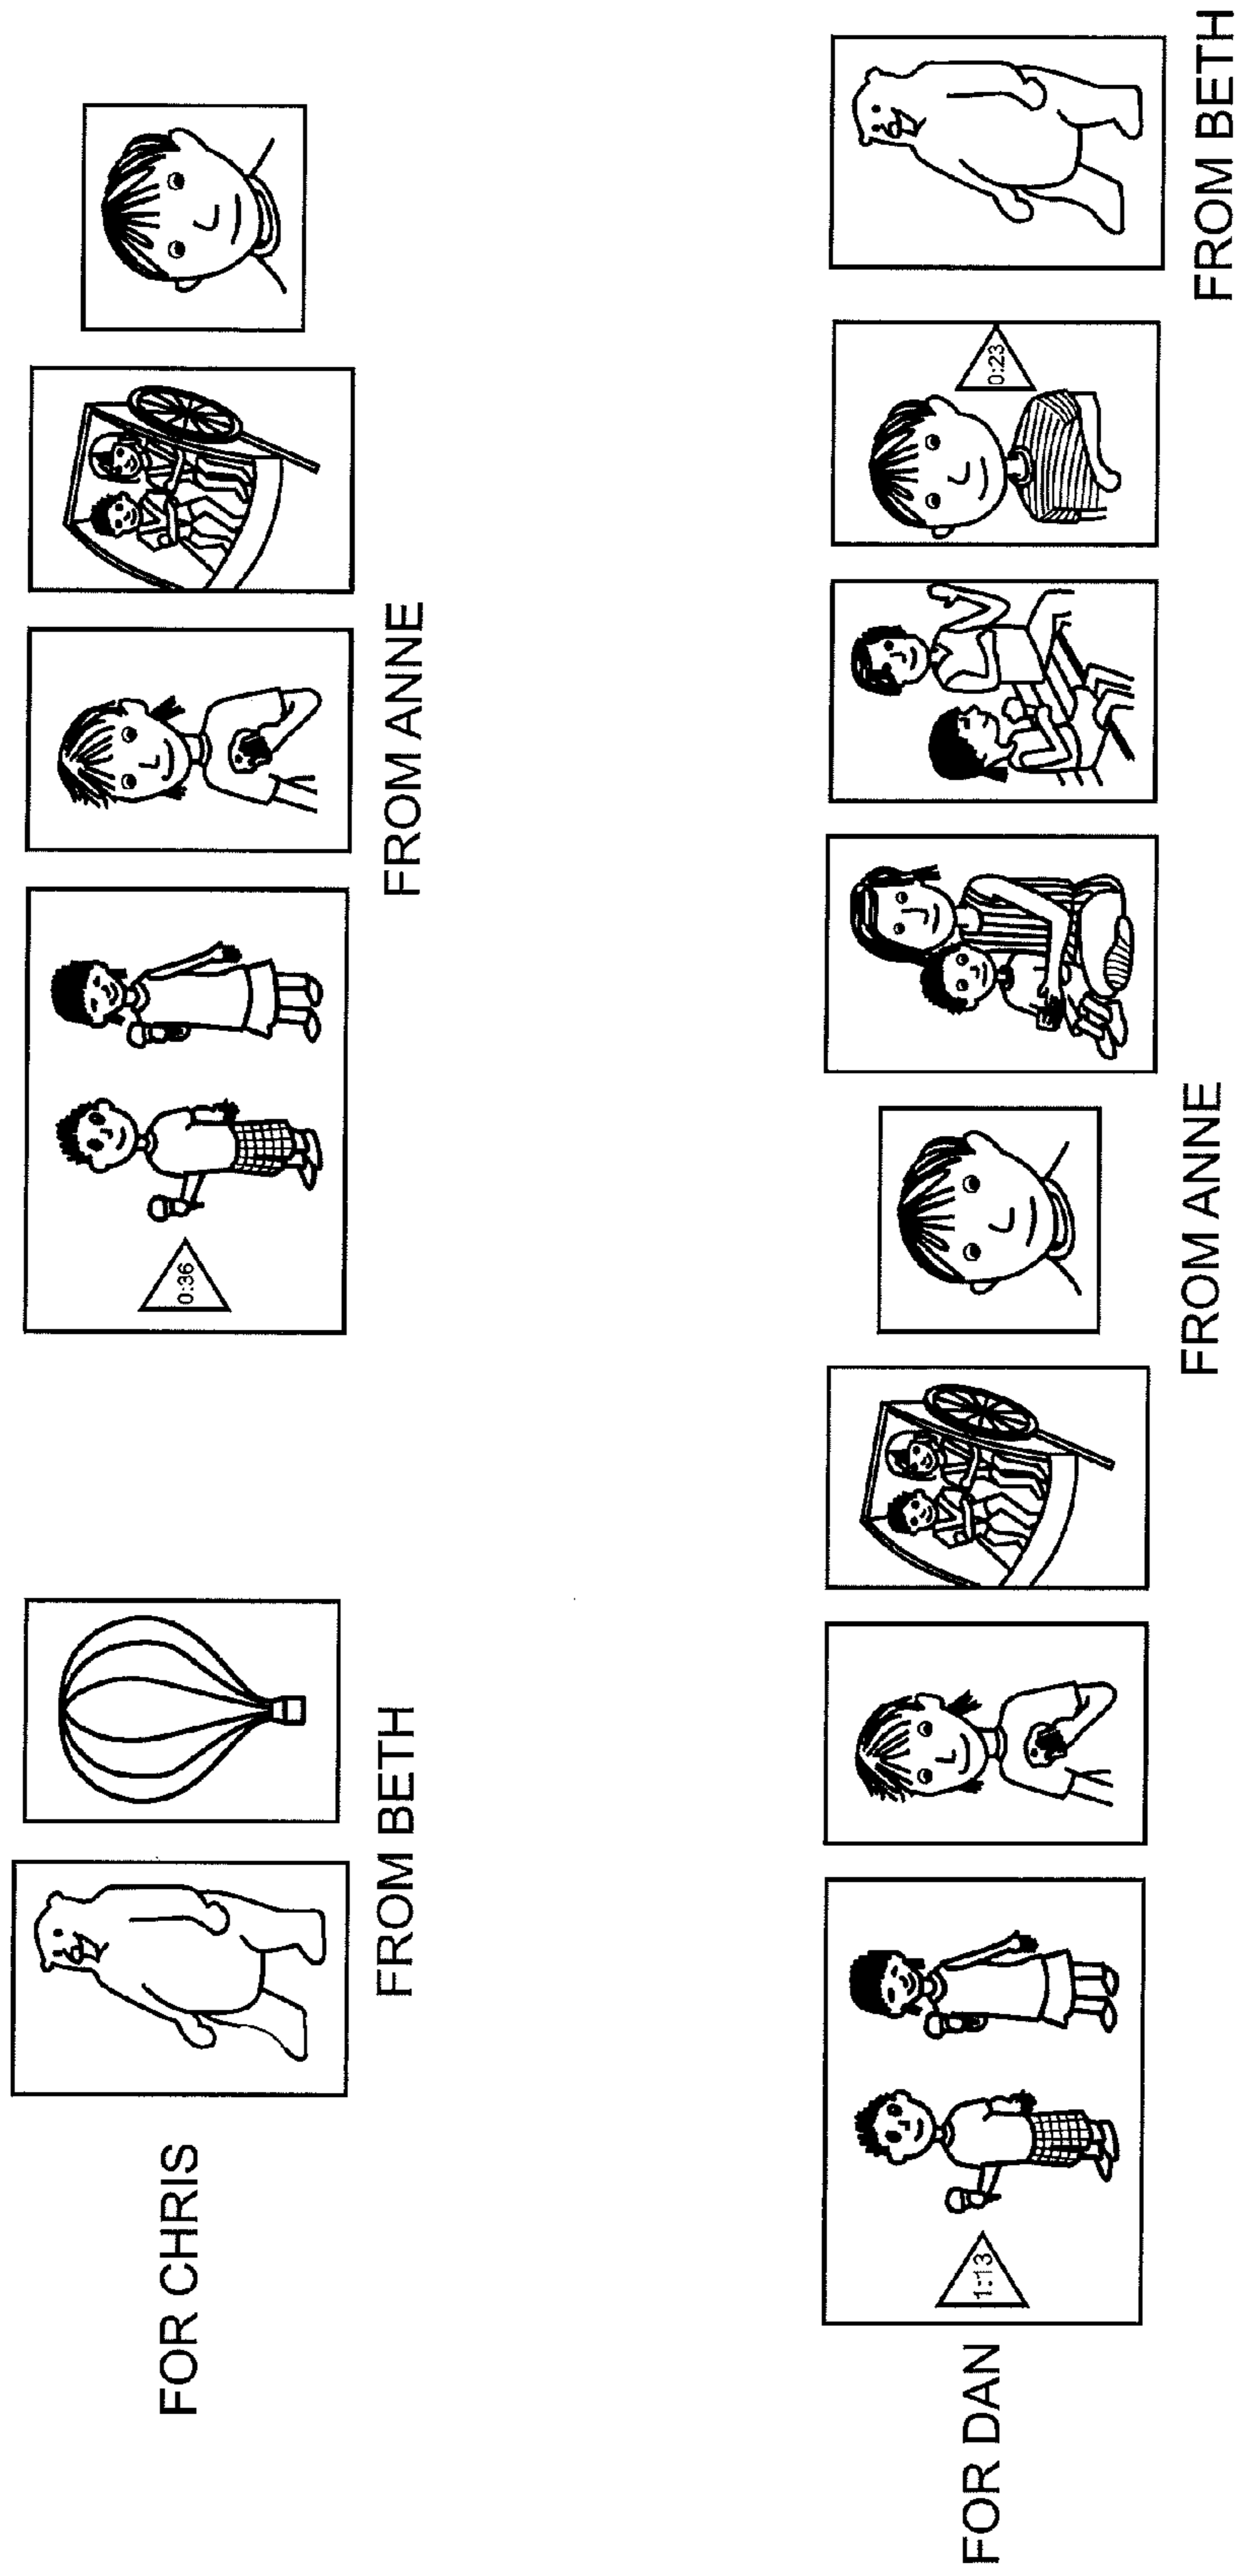 FOR CHRIS
FROM BETH
0:36
FROM ANNE
FOR DAN
1:13
FROM ANNE
0:23
FROM BETH